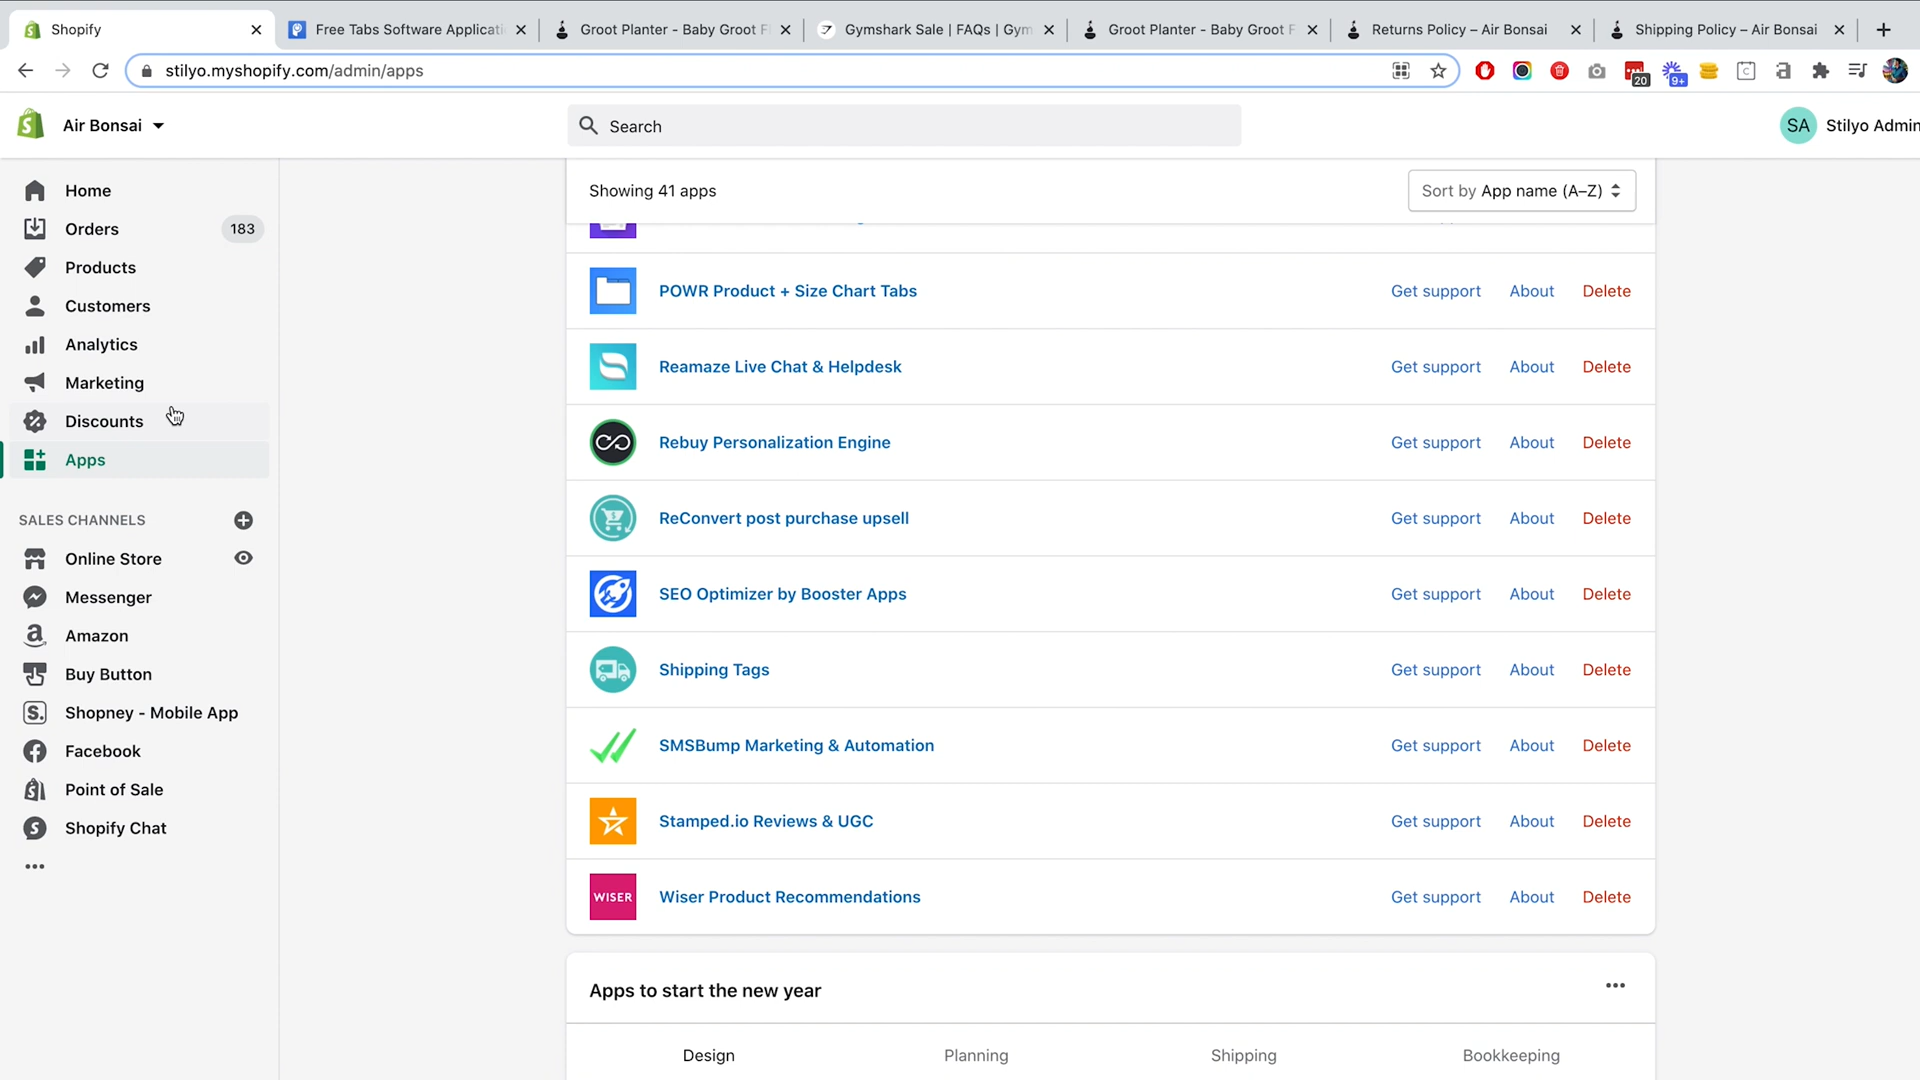 Shopify
Free Tabs Software Applicati
Groot Planter - Baby Groot F
Gymshark Sale | FAQs | Gym
Groot Planter - Baby Groot F
Returns Policy – Air Bonsai
Shipping Policy – Air Bonsai
stilyo.myshopify.com/admin/apps
20
9+
Air Bonsai
Search
SA Stilyo Admin
Home
Orders 183
Products
Customers
Analytics
Marketing
Discounts
Apps
SALES CHANNELS
Online Store
Messenger
Amazon
Buy Button
Shopney - Mobile App
Facebook
Point of Sale
Shopify Chat
Showing 41 apps
Sort by App name (A–Z)
POWR Product + Size Chart Tabs Get support About Delete
Reamaze Live Chat & Helpdesk Get support About Delete
Rebuy Personalization Engine Get support About Delete
ReConvert post purchase upsell Get support About Delete
SEO Optimizer by Booster Apps Get support About Delete
Shipping Tags Get support About Delete
SMSBump Marketing & Automation Get support About Delete
Stamped.io Reviews & UGC Get support About Delete
WISER Wiser Product Recommendations Get support About Delete
Apps to start the new year
Design Planning Shipping Bookkeeping